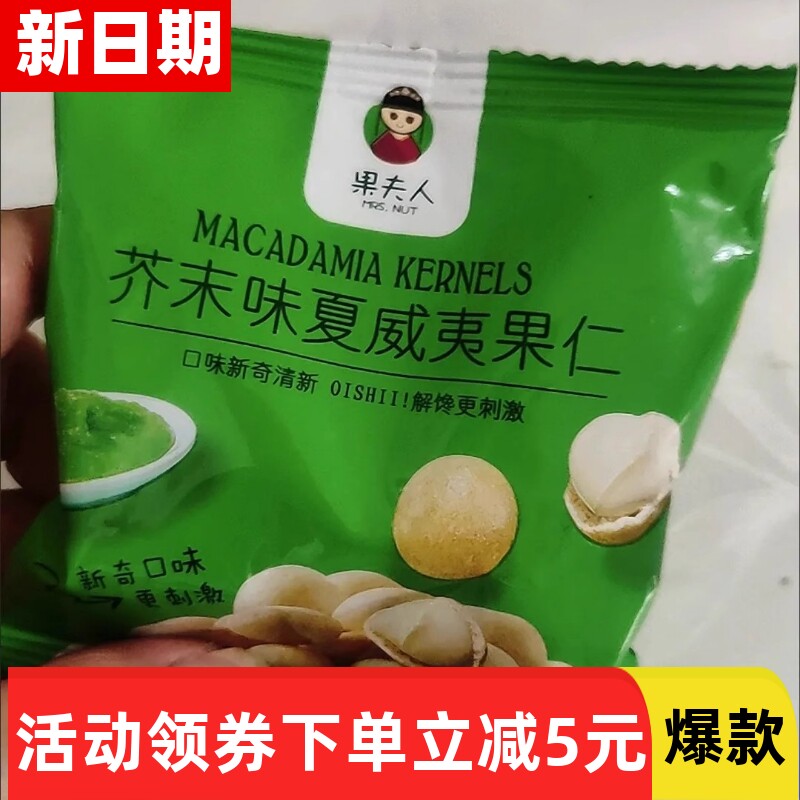 新日期
果夫人
MRS. NUT
MACADAMIA KERNELS
芥末味夏威夷果仁
口味新奇清新 OISHII!解馋更刺激
新奇口味
更刺激
活动领券下单立减5元
爆款